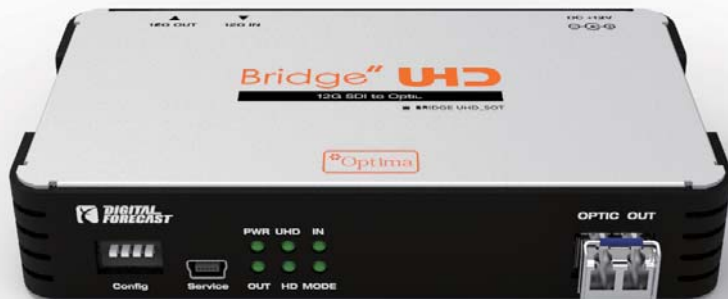 12G OUT 12G IN DC +12V
Bridge" UHD
12G SDI to Optic
BRIDGE UHD_SOT
Optima
DIGITAL FORECAST
PWR UHD IN
OPTIC OUT
Config Service OUT HD MODE